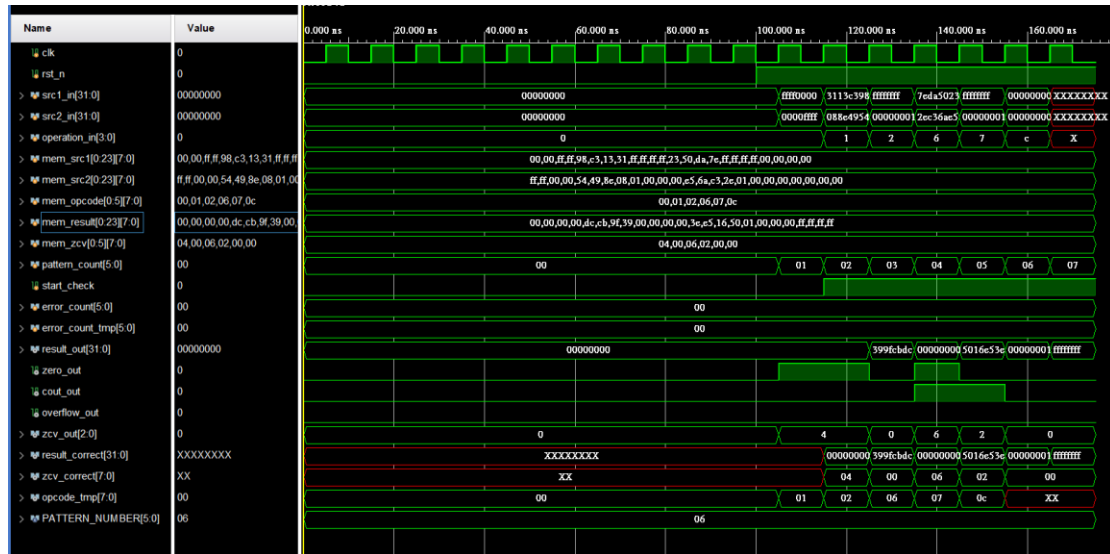 Name Value
0.000 ns 20.000 ns 40.000 ns 60.000 ns 80.000 ns 100.000 ns 120.000 ns 140.000 ns 160.000 ns
clk 0
rst_n 0
src1_in[31:0] 00000000 00000000 ffff0000 3113c398 ffffffff 7eda5023 ffffffff 00000000 XXXXXXXX
src2_in[31:0] 00000000 00000000 0000ffff 088e4954 00000001 2ec36ae5 00000001 00000000 XXXXXXXX
operation_in[3:0] 0 0 1 2 6 7 c X
mem_src1[0:23][7:0] 00,00,ff,ff,98,c3,13,31,ff,ff,ff 00,00,ff,ff,98,c3,13,31,ff,ff,ff,ff,23,50,da,7e,ff,ff,ff,ff,00,00,00,00
mem_src2[0:23][7:0] ff,ff,00,00,54,49,8e,08,01,00 ff,ff,00,00,54,49,8e,08,01,00,00,00,e5,6a,c3,2e,01,00,00,00,00,00,00,00
mem_opcode[0:5][7:0] 00,01,02,06,07,0c 00,01,02,06,07,0c
mem_result[0:23][7:0] 00,00,00,00,dc,cb,9f,39,00, 00,00,00,00,dc,cb,9f,39,00,00,00,00,3e,e5,16,50,01,00,00,00,ff,ff,ff,ff
mem_zcv[0:5][7:0] 04,00,06,02,00,00 04,00,06,02,00,00
pattern_count[5:0] 00 00 01 02 03 04 05 06 07
start_check 0
error_count[5:0] 00 00
error_count_tmp[5:0] 00 00
result_out[31:0] 00000000 00000000 399fcbdc 00000000 5016e53e 00000001 ffffffff
zero_out 0
cout_out 0
overflow_out 0
zcv_out[2:0] 0 0 4 0 6 2 0
result_correct[31:0] XXXXXXXX XXXXXXXX 00000000 399fcbdc 00000000 5016e53e 00000001 ffffffff
zcv_correct[7:0] XX XX 04 00 06 02 00
opcode_tmp[7:0] 00 00 01 02 06 07 0c XX
PATTERN_NUMBER[5:0] 06 06